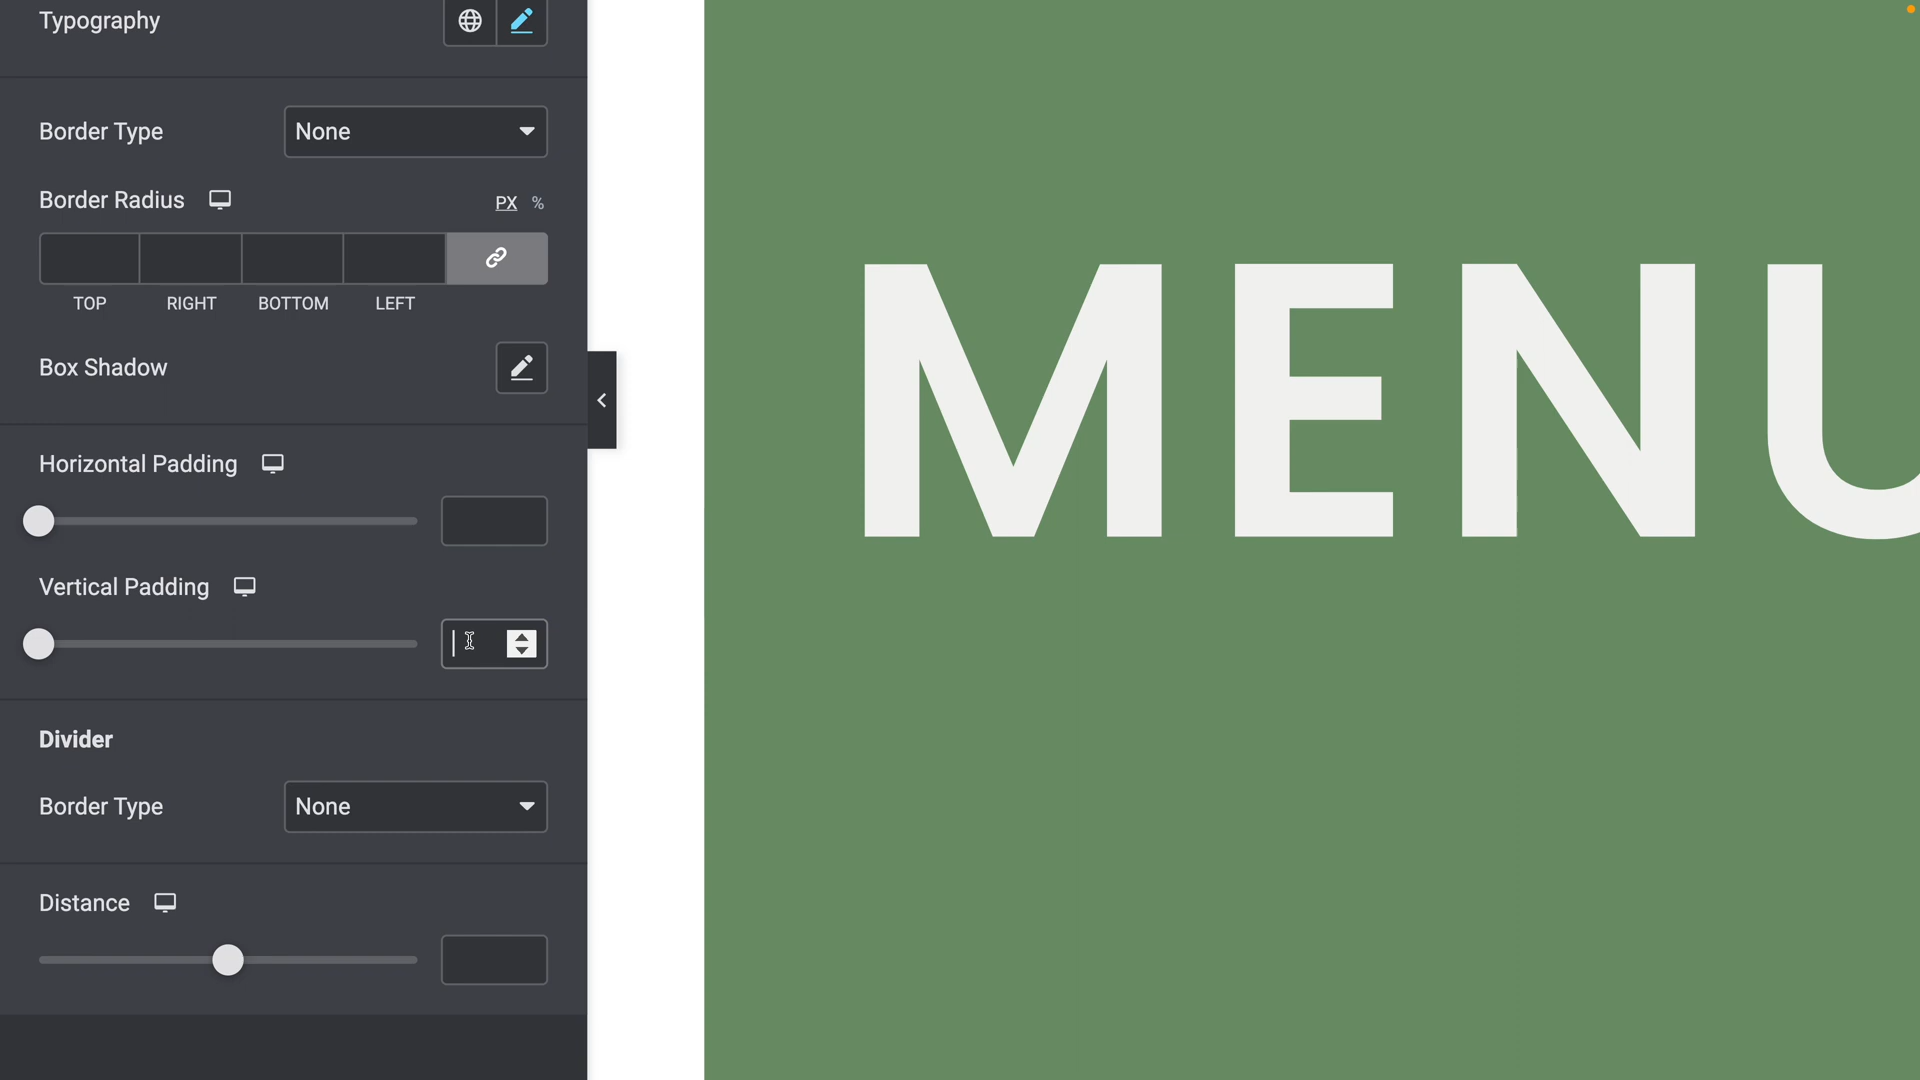 Typography
Border Type
None
Border Radius
PX %
TOP RIGHT BOTTOM LEFT
Box Shadow
Horizontal Padding
Vertical Padding
Divider
Border Type
None
Distance
MENU